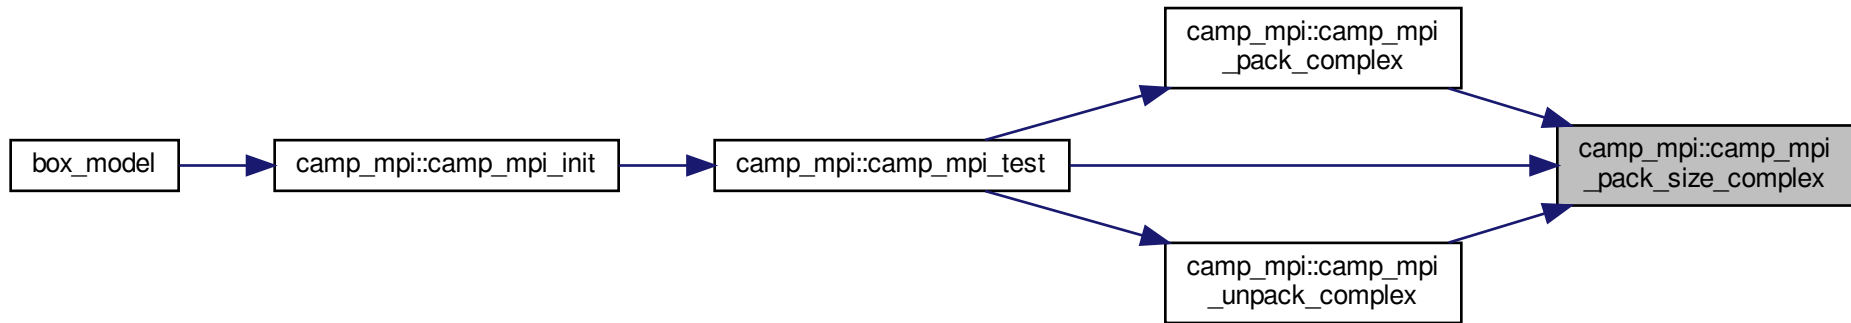 box_model
camp_mpi::camp_mpi_init
camp_mpi::camp_mpi_test
camp_mpi::camp_mpi
_pack_complex
camp_mpi::camp_mpi
_unpack_complex
camp_mpi::camp_mpi
_pack_size_complex